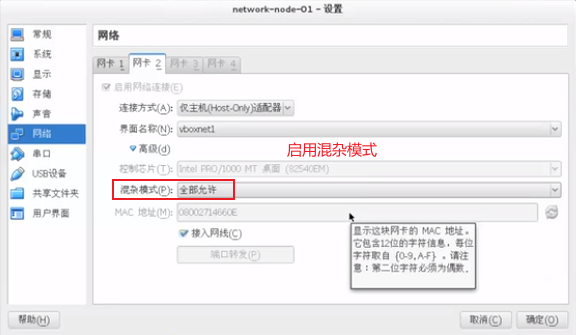 network-node-01 – 设置
常规
系统
显示
存储
声音
网络
串口
USB设备
共享文件夹
用户界面
网络
网卡 1 网卡 2 网卡 3 网卡 4
启用网络连接(E)
连接方式(A): 仅主机(Host-Only)适配器
界面名称(N): vboxnet1
高级(d)
启用混杂模式
控制芯片(T): Intel PRO/1000 MT 桌面 (82540EM)
混杂模式(P): 全部允许
MAC 地址(M): 08002714660E
接入网线(C)
端口转发(P)
显示这块网卡的 MAC 地址。
它包含12位的字符信息，每位
字符取自 {0-9,A-F} 。请注
意：第二位字符必须为偶数。
帮助(H) 取消(C) 确定(O)